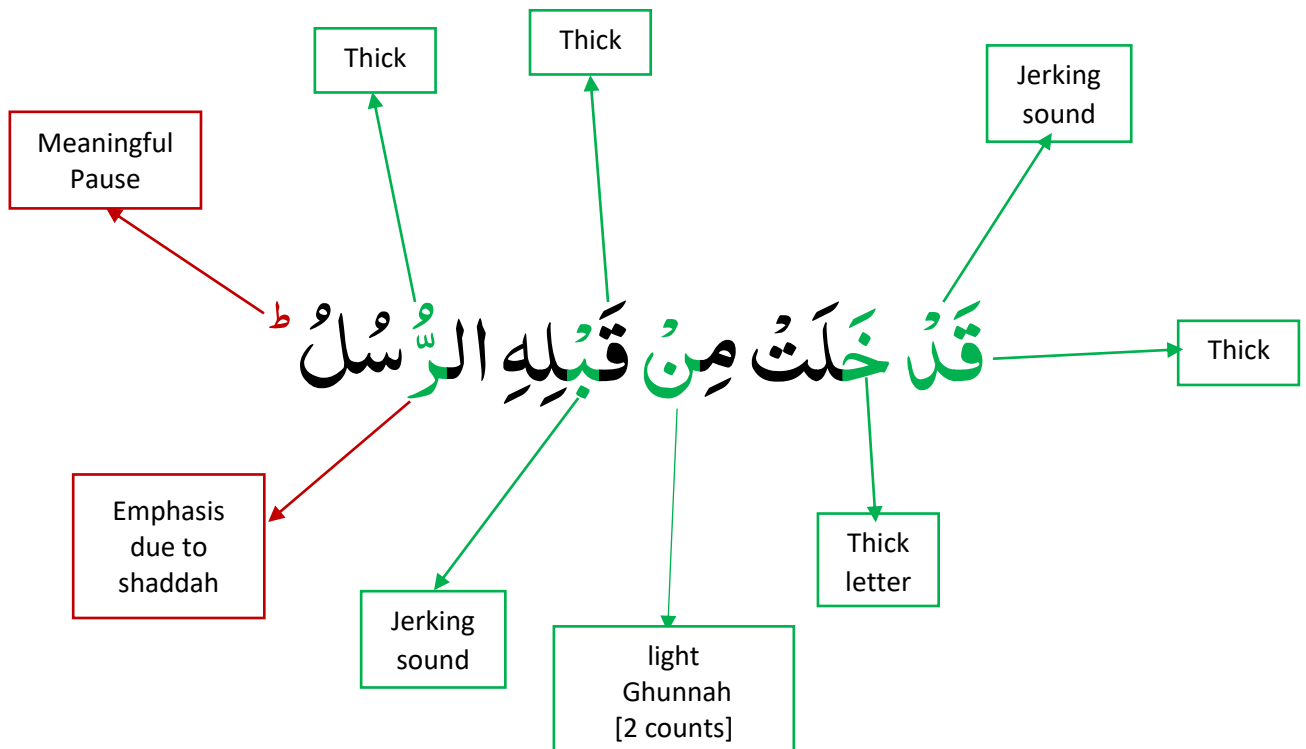 Thick
Thick
Jerking
sound
Meaningful
Pause
قَدْ خَلَتْ مِنْ قَبْلِهِ الرُّسُلُ ؕ
Thick
Emphasis
due to
shaddah
Jerking
sound
light
Ghunnah
[2 counts]
Thick
letter